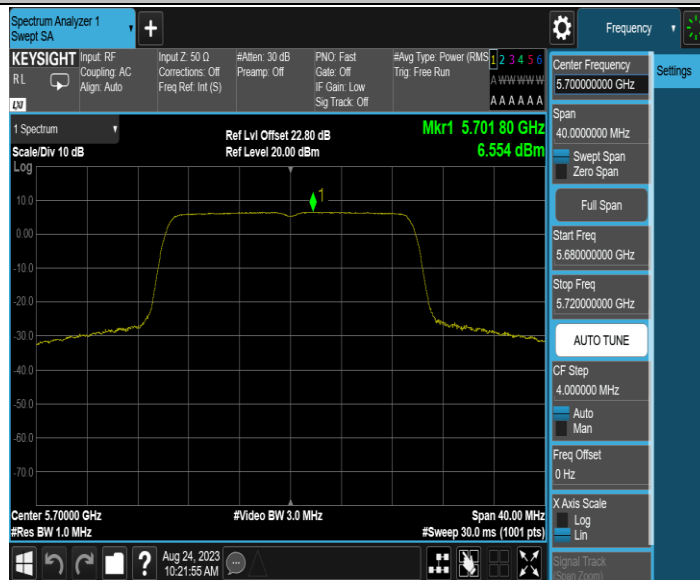 Spectrum Analyzer 1
Swept SA
Frequency
KEYSIGHT
R L
LXI
Input: RF
Coupling: AC
Align: Auto
Input Z: 50 Ω
Corrections: Off
Freq Ref: Int (S)
#Atten: 30 dB
Preamp: Off
PNO: Fast
Gate: Off
IF Gain: Low
Sig Track: Off
#Avg Type: Power (RMS
Trig: Free Run
1 2 3 4 5 6
A W W W W W
A A A A A A
1 Spectrum
Scale/Div 10 dB
Ref Lvl Offset 22.80 dB
Ref Level 20.00 dBm
Mkr1 5.701 80 GHz
6.554 dBm
Log
1
10.0
0.00
-10.0
-20.0
-30.0
-40.0
-50.0
-60.0
-70.0
Center 5.70000 GHz
#Res BW 1.0 MHz
#Video BW 3.0 MHz
Span 40.00 MHz
#Sweep 30.0 ms (1001 pts)
Aug 24, 2023
10:21:55 AM
Settings
Center Frequency
5.700000000 GHz
Span
40.0000000 MHz
Swept Span
Zero Span
Full Span
Start Freq
5.680000000 GHz
Stop Freq
5.720000000 GHz
AUTO TUNE
CF Step
4.000000 MHz
Auto
Man
Freq Offset
0 Hz
X Axis Scale
Log
Lin
Signal Track
(Span Zoom)